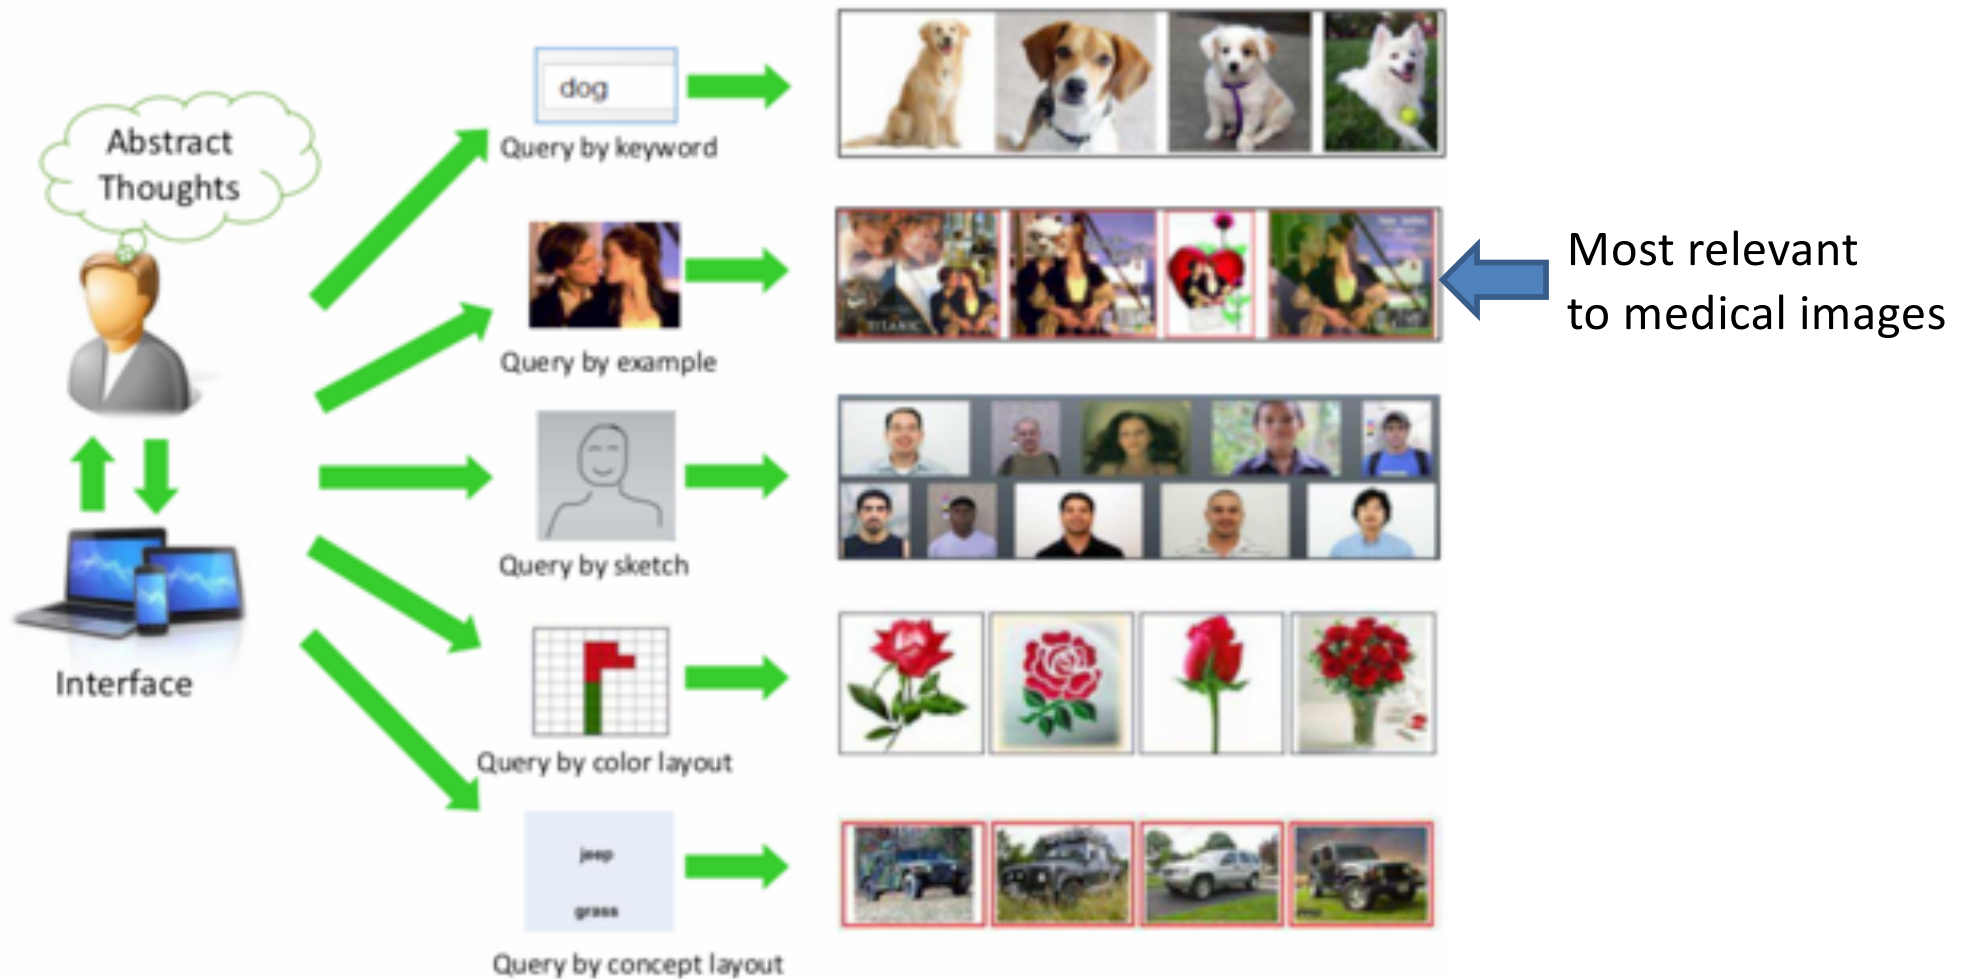 Abstract
Thoughts
Interface
dog
Query by keyword
Query by example
TITANIC
Most relevant
to medical images
Query by sketch
Query by color layout
jeep
grass
Query by concept layout